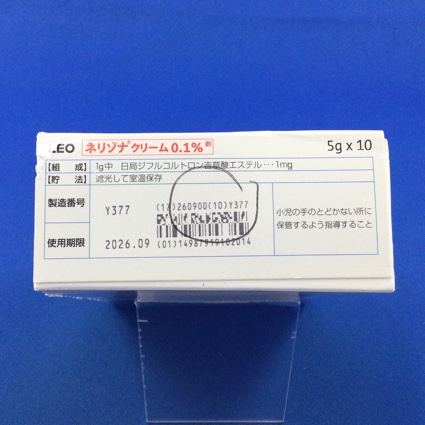 LEO ネリゾナ®クリーム0.1% 劇 5g x 10
【組 成】 1g中 日局ジフルコルトロン吉草酸エステル・・・1mg
【貯 法】 遮光して室温保存
製造番号 Y377
(17)260900(10)Y377
使用期限 2026.09
(01)14987919102014
小児の手のとどかない所に
保管するよう指導すること